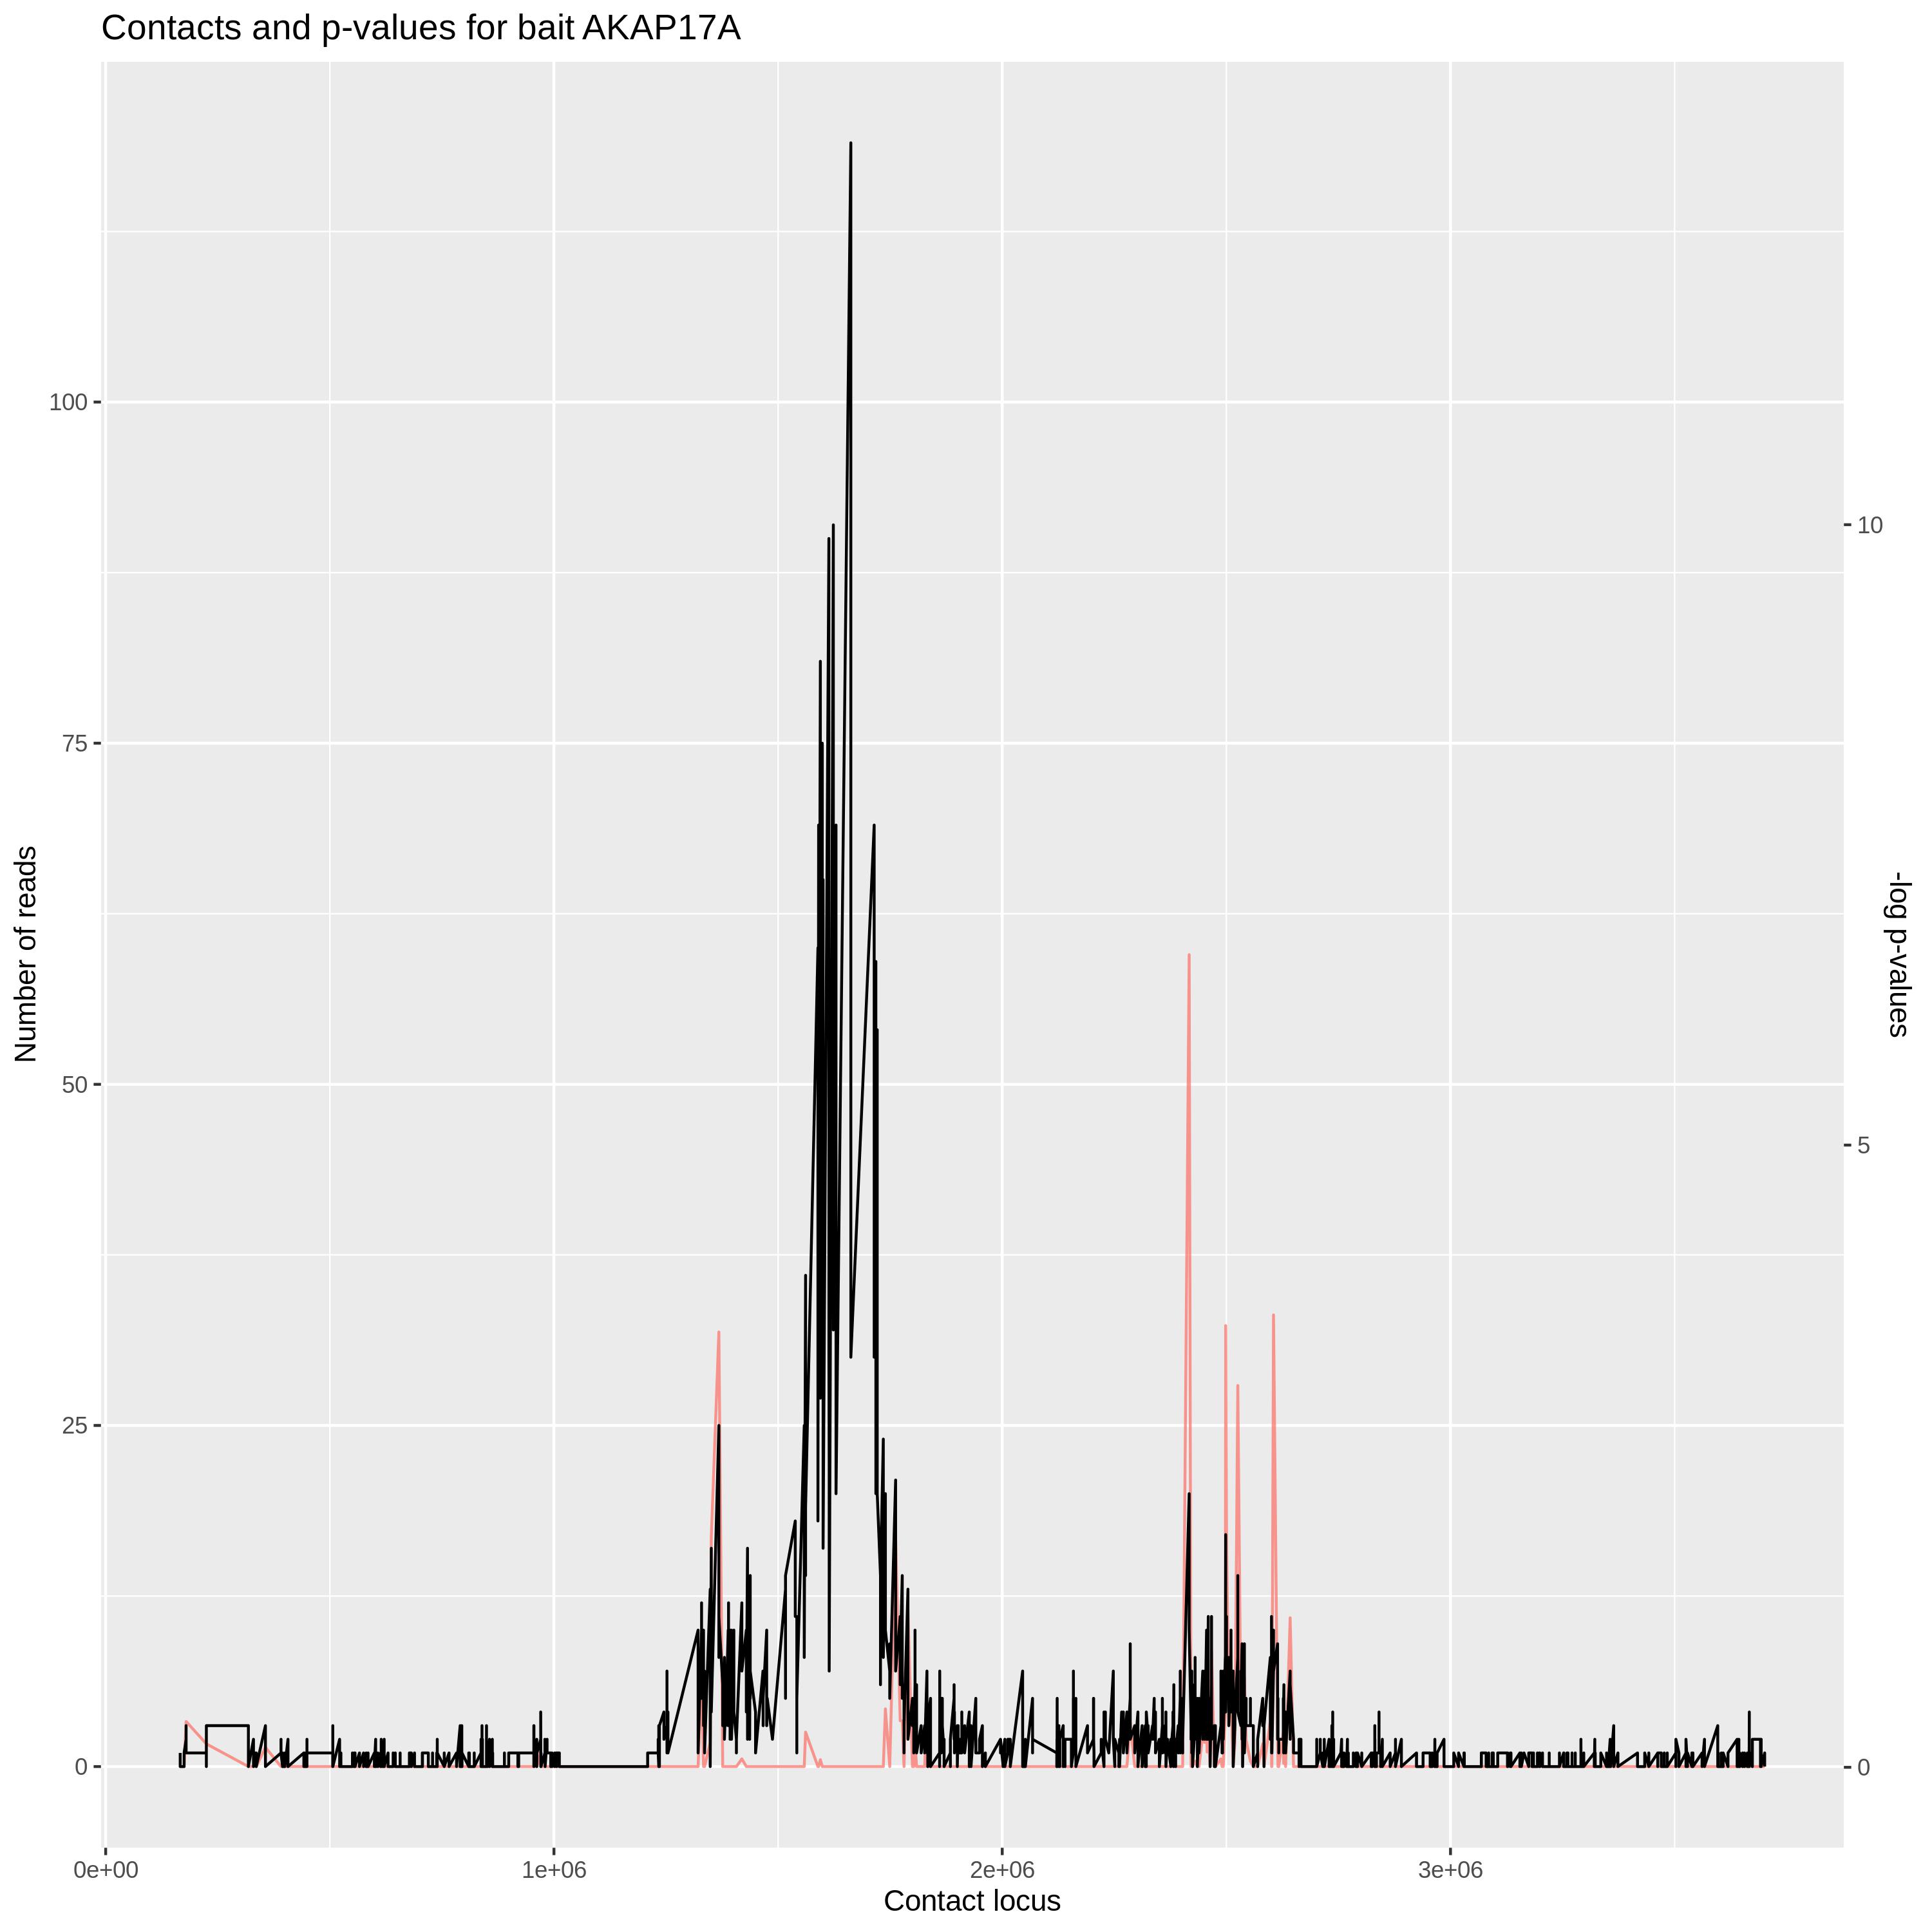 Contacts and p-values for bait AKAP17A
100
75
50
25
0
Number of reads
10
5
0
-log p-values
0e+00
1e+06
2e+06
3e+06
Contact locus